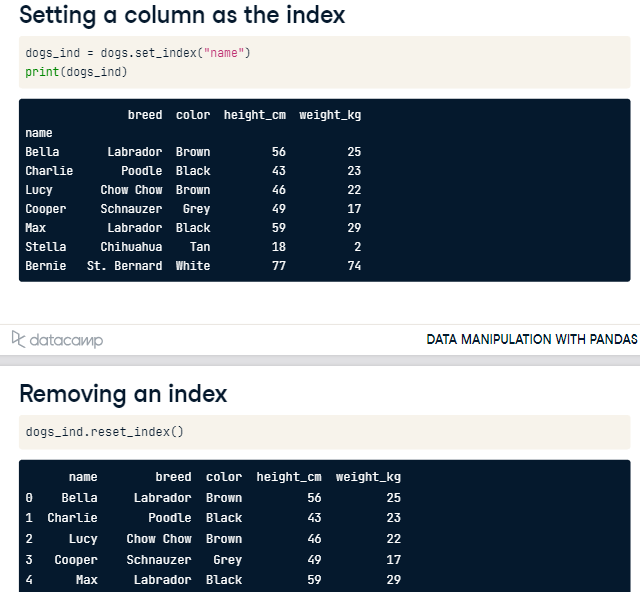 Setting a column as the index
dogs_ind = dogs.set_index("name")
print(dogs_ind)
breed color height_cm weight_kg
name
Bella Labrador Brown 56 25
Charlie Poodle Black 43 23
Lucy Chow Chow Brown 46 22
Cooper Schnauzer Grey 49 17
Max Labrador Black 59 29
Stella Chihuahua Tan 18 2
Bernie St. Bernard White 77 74
datacamp
DATA MANIPULATION WITH PANDAS
Removing an index
dogs_ind.reset_index()
name breed color height_cm weight_kg
0 Bella Labrador Brown 56 25
1 Charlie Poodle Black 43 23
2 Lucy Chow Chow Brown 46 22
3 Cooper Schnauzer Grey 49 17
4 Max Labrador Black 59 29